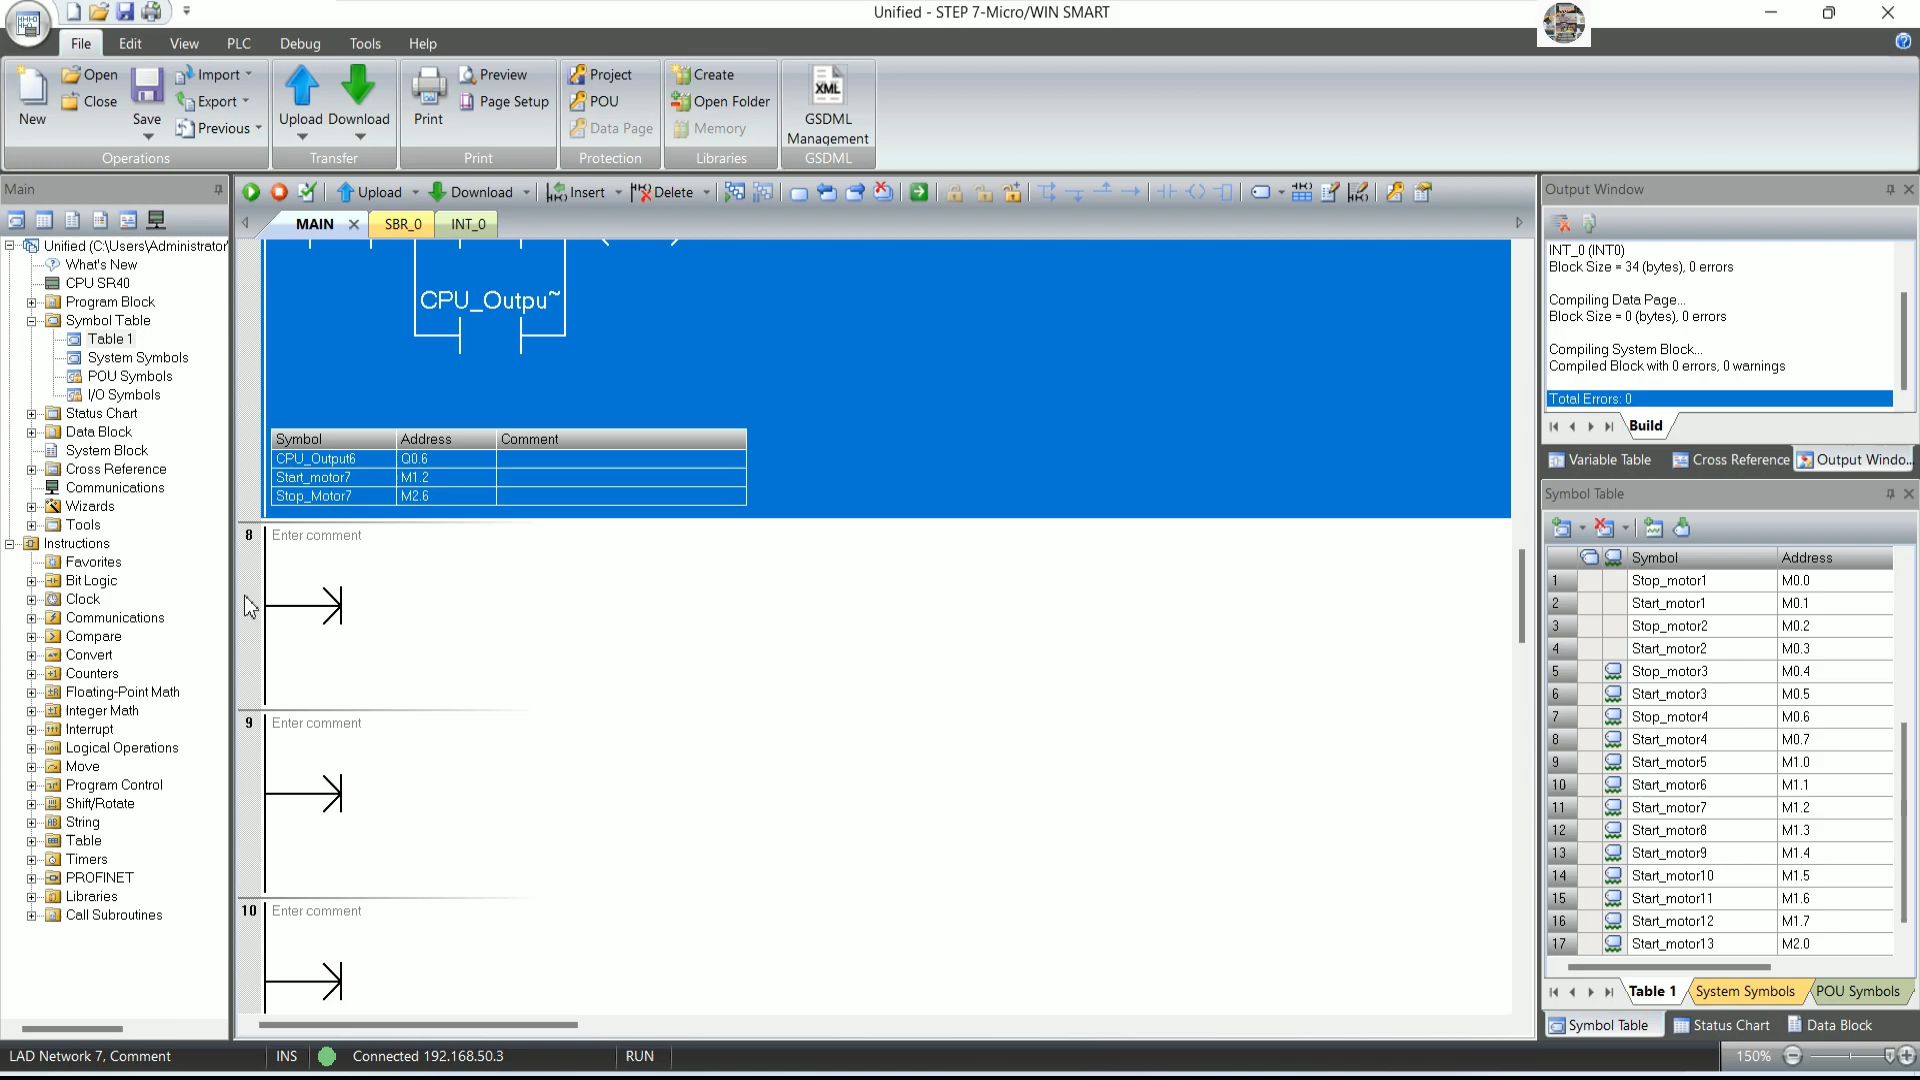 Unified - STEP 7-Micro/WIN SMART
File Edit View PLC Debug Tools Help
New
Open
Close
Save
Import
Export
Previous
Operations
Upload
Download
Transfer
Print
Preview
Page Setup
Print
Project
POU
Data Page
Protection
Create
Open Folder
Memory
Libraries
XML
GSDML
Management
GSDML
Main
Unified (C:\Users\Administrator
What's New
CPU SR40
Program Block
Symbol Table
Table 1
System Symbols
POU Symbols
I/O Symbols
Status Chart
Data Block
System Block
Cross Reference
Communications
Wizards
Tools
Instructions
Favorites
Bit Logic
Clock
Communications
Compare
Convert
Counters
Floating-Point Math
Integer Math
Interrupt
Logical Operations
Move
Program Control
Shift/Rotate
String
Table
Timers
PROFINET
Libraries
Call Subroutines
Upload Download Insert Delete
MAIN SBR_0 INT_0
CPU_Outpu~
Symbol Address Comment
CPU_Output6 Q0.6
Start_motor7 M1.2
Stop_Motor7 M2.6
8 Enter comment
9 Enter comment
10 Enter comment
Output Window
INT_0 (INT0)
Block Size = 34 (bytes), 0 errors
Compiling Data Page...
Block Size = 0 (bytes), 0 errors
Compiling System Block...
Compiled Block with 0 errors, 0 warnings
Total Errors: 0
Build
Variable Table Cross Reference Output Windo...
Symbol Table
Symbol Address
1 Stop_motor1 M0.0
2 Start_motor1 M0.1
3 Stop_motor2 M0.2
4 Start_motor2 M0.3
5 Stop_motor3 M0.4
6 Start_motor3 M0.5
7 Stop_motor4 M0.6
8 Start_motor4 M0.7
9 Start_motor5 M1.0
10 Start_motor6 M1.1
11 Start_motor7 M1.2
12 Start_motor8 M1.3
13 Start_motor9 M1.4
14 Start_motor10 M1.5
15 Start_motor11 M1.6
16 Start_motor12 M1.7
17 Start_motor13 M2.0
Table 1 System Symbols POU Symbols
Symbol Table Status Chart Data Block
LAD Network 7, Comment INS Connected 192.168.50.3 RUN 150%